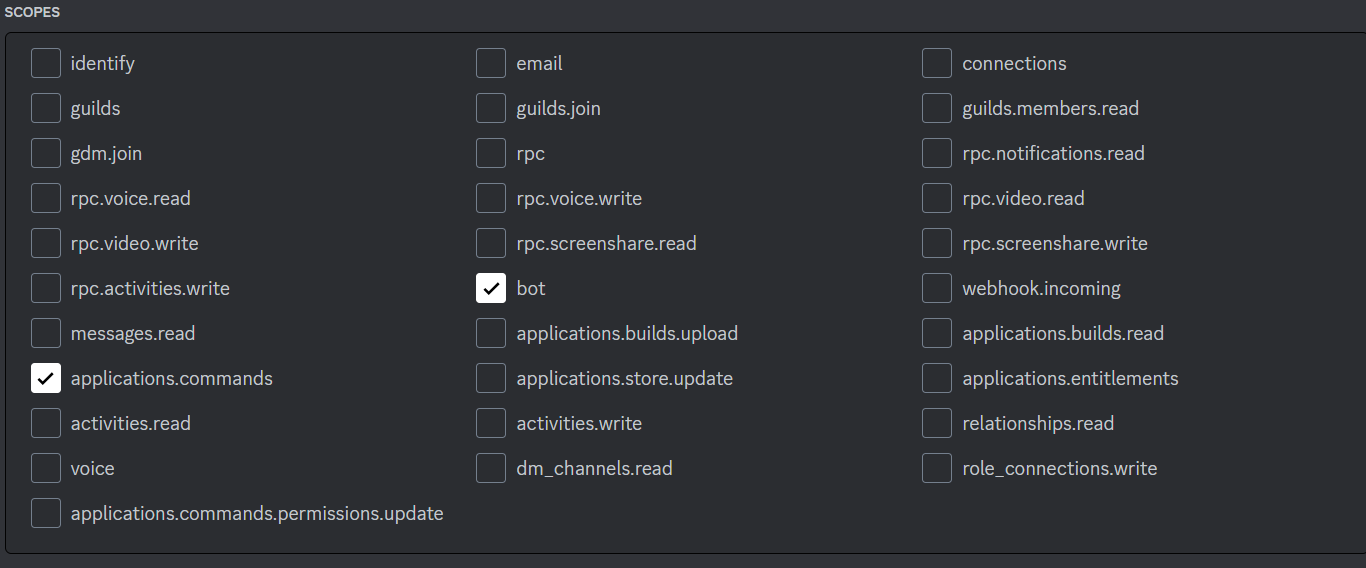 SCOPES
identify email connections
guilds guilds.join guilds.members.read
gdm.join rpc rpc.notifications.read
rpc.voice.read rpc.voice.write rpc.video.read
rpc.video.write rpc.screenshare.read rpc.screenshare.write
rpc.activities.write bot webhook.incoming
messages.read applications.builds.upload applications.builds.read
applications.commands applications.store.update applications.entitlements
activities.read activities.write relationships.read
voice dm_channels.read role_connections.write
applications.commands.permissions.update